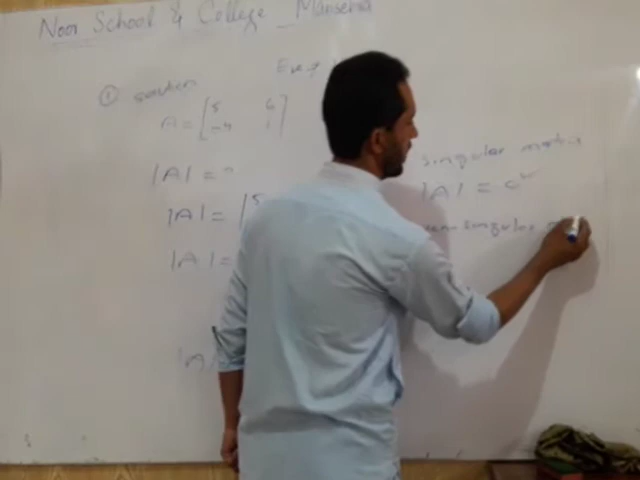 Noor School & College Mansehra
① question
A = [5 6
-4 1]
|A| = ?
|A| = |5
|A| =
singular matrix
|A| = 0
non-singular